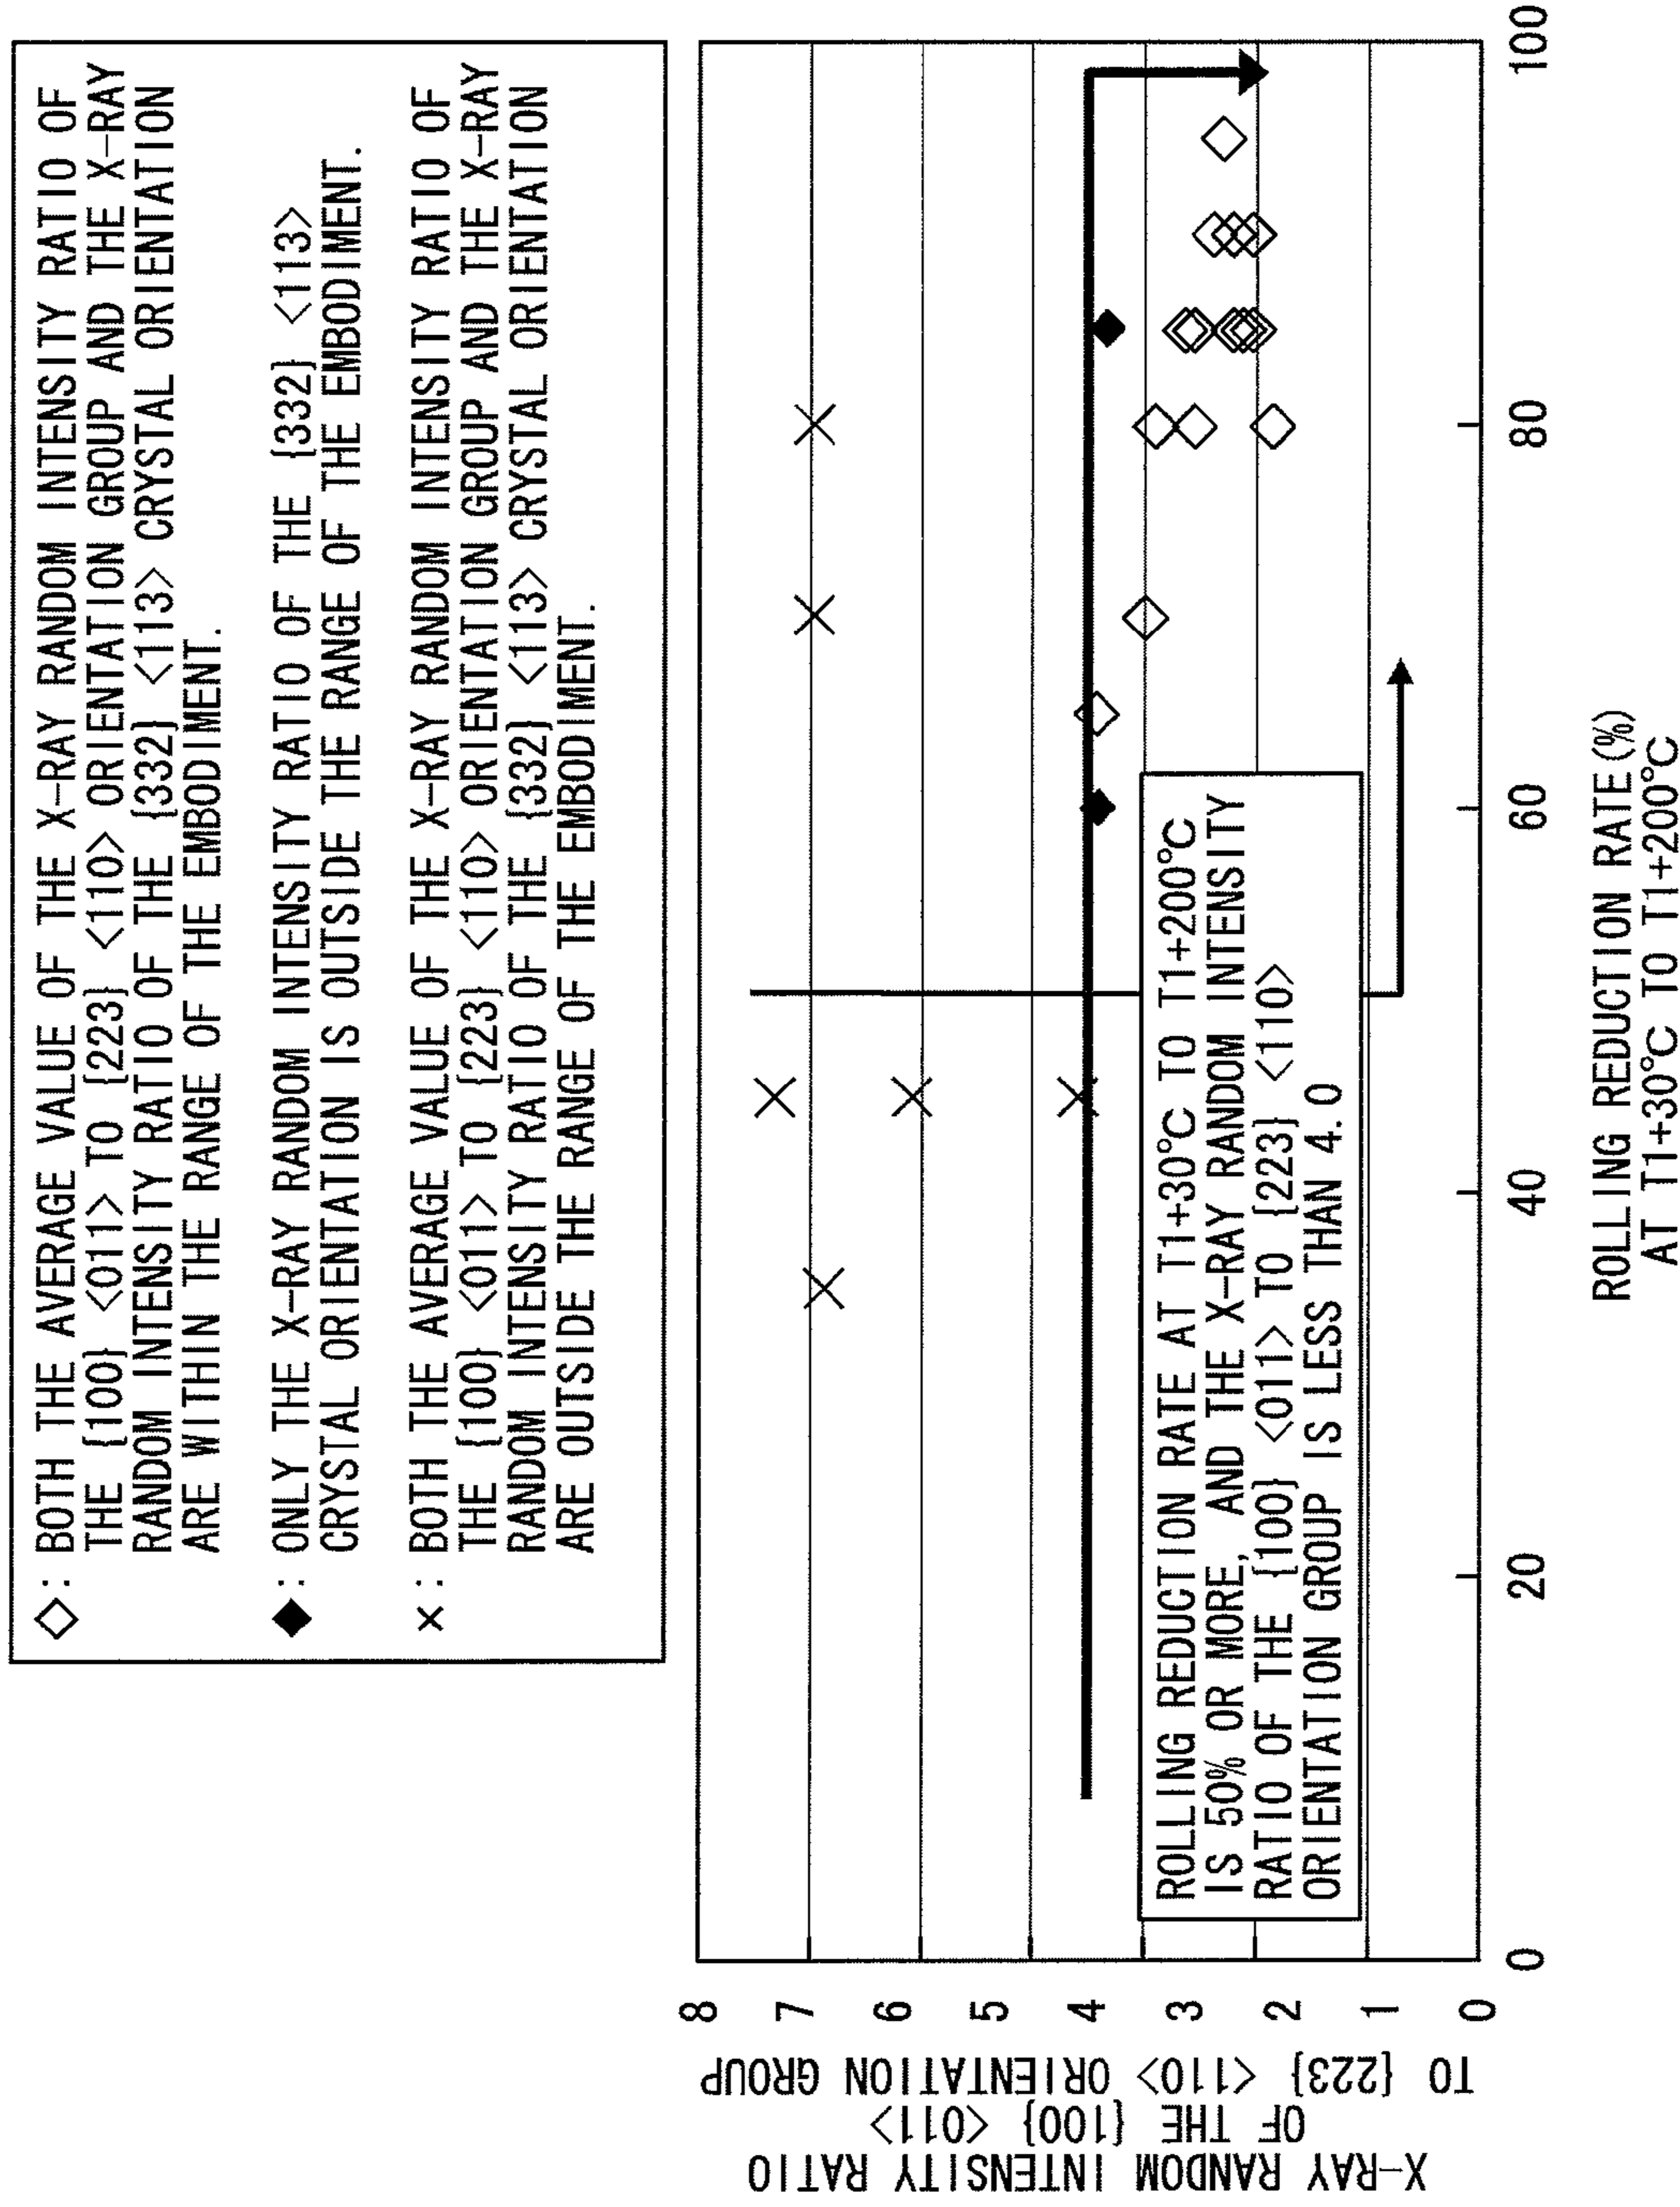 ◇: BOTH THE AVERAGE VALUE OF THE X-RAY RANDOM INTENSITY RATIO OF
THE {100} <011> TO {223} <110> ORIENTATION GROUP AND THE X-RAY
RANDOM INTENSITY RATIO OF THE {332} <113> CRYSTAL ORIENTATION
ARE WITHIN THE RANGE OF THE EMBODIMENT.
◆: ONLY THE X-RAY RANDOM INTENSITY RATIO OF THE {332} <113>
CRYSTAL ORIENTATION IS OUTSIDE THE RANGE OF THE EMBODIMENT.
×: BOTH THE AVERAGE VALUE OF THE X-RAY RANDOM INTENSITY RATIO OF
THE {100} <011> TO {223} <110> ORIENTATION GROUP AND THE X-RAY
RANDOM INTENSITY RATIO OF THE {332} <113> CRYSTAL ORIENTATION
ARE OUTSIDE THE RANGE OF THE EMBODIMENT.
X-RAY RANDOM INTENSITY RATIO
OF THE {100} <011>
TO {223} <110> ORIENTATION GROUP
8
7
6
5
4
3
2
1
0
ROLLING REDUCTION RATE AT T1+30℃ TO T1+200℃
IS 50% OR MORE, AND THE X-RAY RANDOM INTENSITY
RATIO OF THE {100} <011> TO {223} <110>
ORIENTATION GROUP IS LESS THAN 4.0
0
20
40
60
80
100
ROLLING REDUCTION RATE(%)
AT T1+30℃ TO T1+200℃